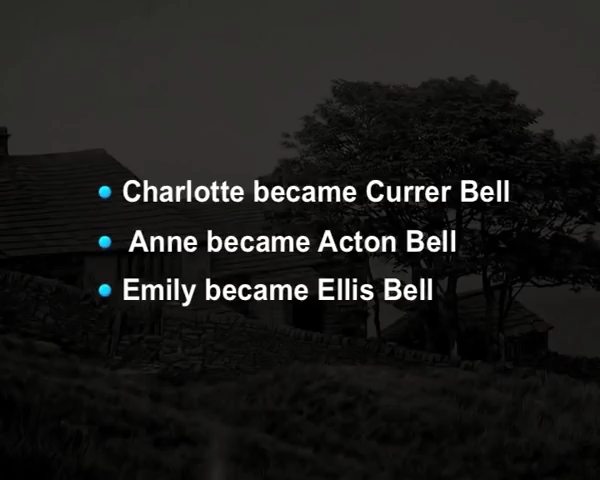 • Charlotte became Currer Bell
• Anne became Acton Bell
• Emily became Ellis Bell